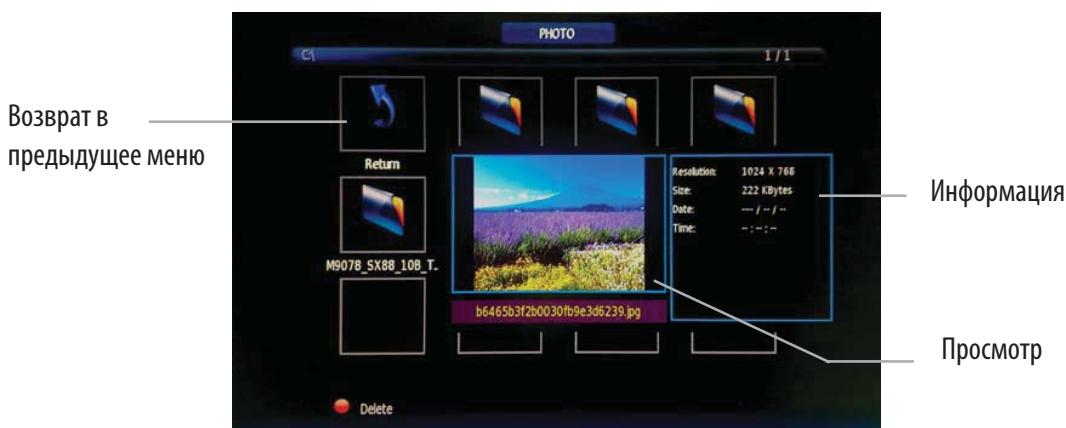 PHOTO
C:\
1 / 1
Возврат в
предыдущее меню
Return
Resolution: 1024 X 768
Size: 222 KBytes
Date: ---- / -- / --
Time: -- : -- : --
Информация
M9078_SX88_10B_T..
b6465b3f2b0030fb9e3d6239.jpg
Просмотр
Delete